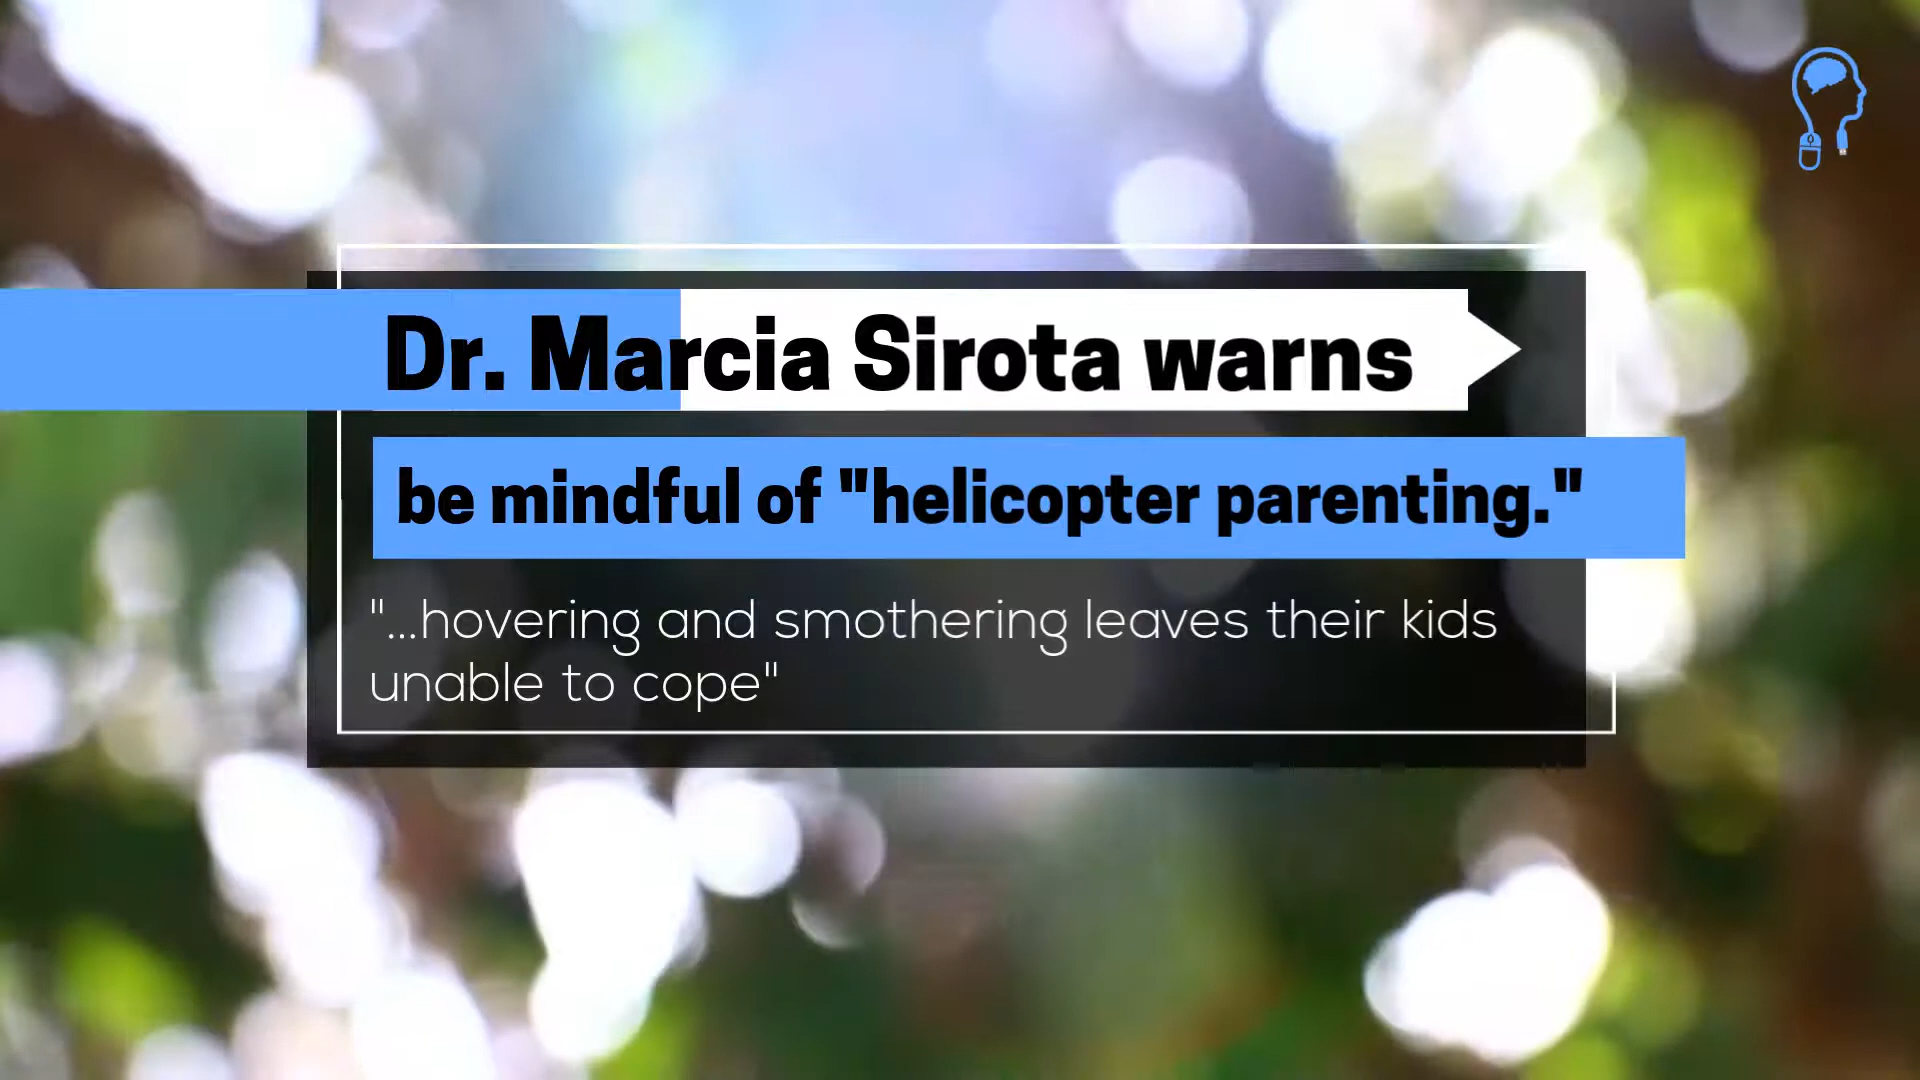 Dr. Marcia Sirota warns
be mindful of "helicopter parenting."
"...hovering and smothering leaves their kids
unable to cope"